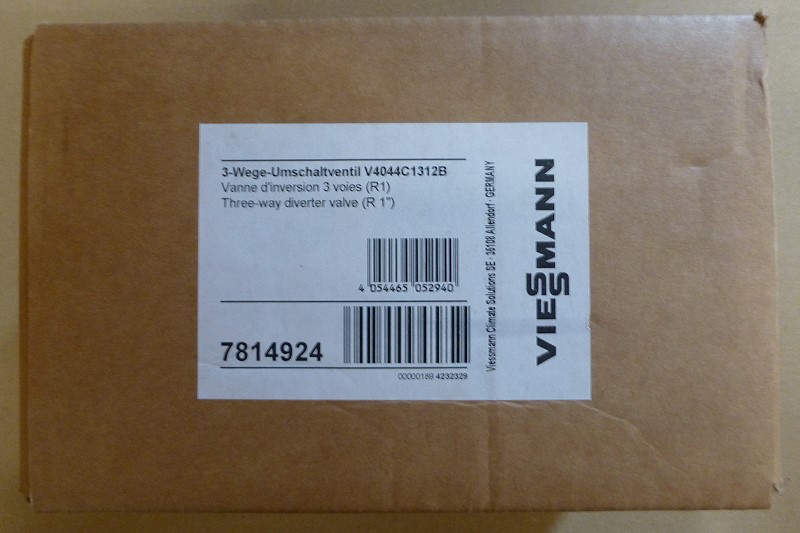 3-Wege-Umschaltventil V4044C1312B
Vanne d'inversion 3 voies (R1)
Three-way diverter valve (R 1")
4 054465 052940
7814924
00000189 4232329
Viessmann Climate Solutions SE · 35108 Allendorf · GERMANY
VIESSMANN